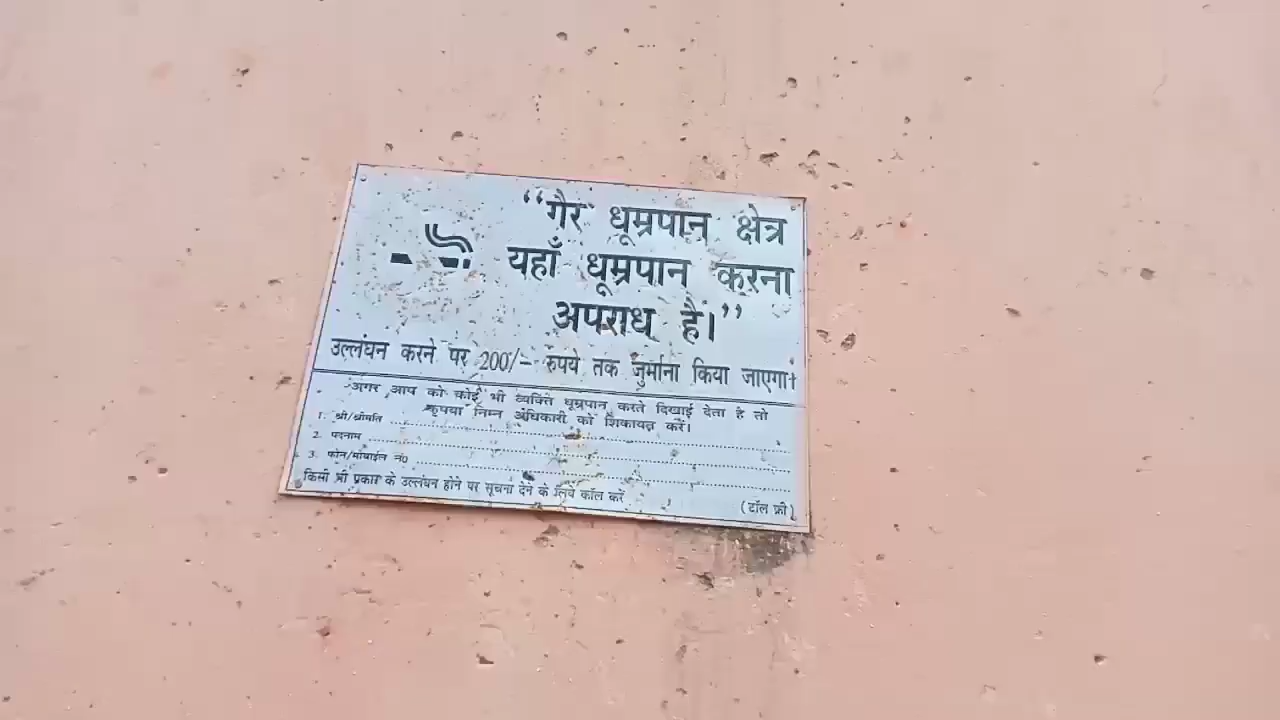 “गैर धूम्रपान क्षेत्र
यहाँ धूम्रपान करना
अपराध है।”
उल्लंघन करने पर 200/- रुपये तक जुर्माना किया जाएगा।
अगर आप को कोई भी व्यक्ति धूम्रपान करते दिखाई देता है तो
कृपया निम्न अधिकारी को शिकायत करें।
1. श्री/श्रीमति
2. पदनाम
3. फोन/मोबाईल नं0
किसी भी प्रकार के उल्लंघन होने पर सूचना देने के लिये कॉल करें (टॉल फ्री)